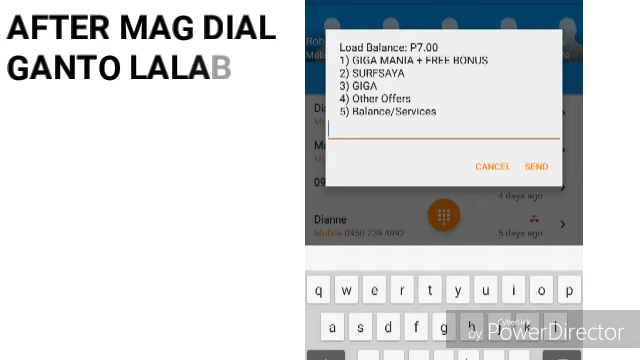 AFTER MAG DIAL
GANTO LALAB
Load Balance: P7.00
1) GIGA MANIA + FREE BONUS
2) SURFSAYA
3) GIGA
4) Other Offers
5) Balance/Services
CANCEL SEND
4 days ago
Dianne
Mobile 0950 239 4892
5 days ago
q w e r t y u i o p
a s d f g h j k l
CyberLink
by PowerDirector